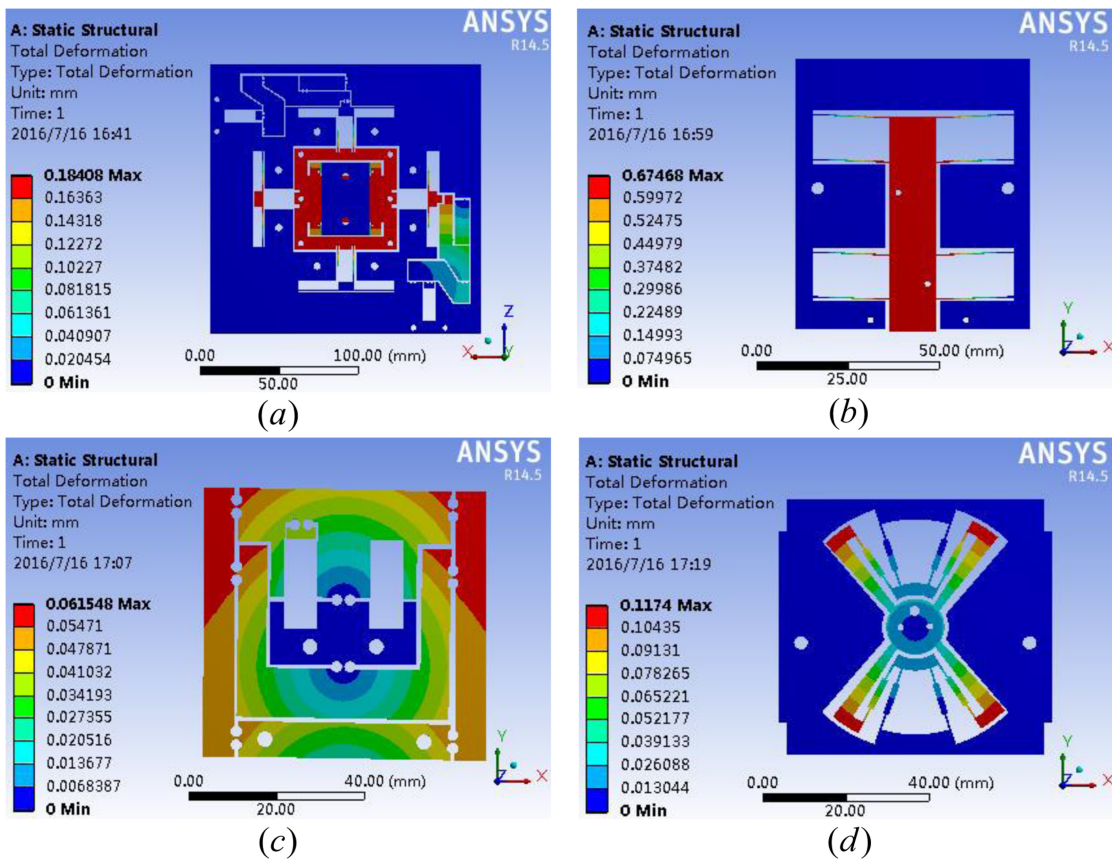 A: Static Structural
Total Deformation
Type: Total Deformation
Unit: mm
Time: 1
2016/7/16 16:41
ANSYS
R14.5
0.18408 Max
0.16363
0.14318
0.12272
0.10227
0.081815
0.061361
0.040907
0.020454
0 Min
0.00
100.00 (mm)
50.00
Z
X
Y
(a)
A: Static Structural
Total Deformation
Type: Total Deformation
Unit: mm
Time: 1
2016/7/16 16:59
ANSYS
R14.5
0.67468 Max
0.59972
0.52475
0.44979
0.37482
0.29986
0.22489
0.14993
0.074965
0 Min
0.00
50.00 (mm)
25.00
Y
Z
X
(b)
A: Static Structural
Total Deformation
Type: Total Deformation
Unit: mm
Time: 1
2016/7/16 17:07
ANSYS
R14.5
0.061548 Max
0.05471
0.047871
0.041032
0.034193
0.027355
0.020516
0.013677
0.0068387
0 Min
0.00
40.00 (mm)
20.00
Y
Z
X
(c)
A: Static Structural
Total Deformation
Type: Total Deformation
Unit: mm
Time: 1
2016/7/16 17:19
ANSYS
R14.5
0.1174 Max
0.10435
0.09131
0.078265
0.065221
0.052177
0.039133
0.026088
0.013044
0 Min
0.00
40.00 (mm)
20.00
Y
Z
X
(d)